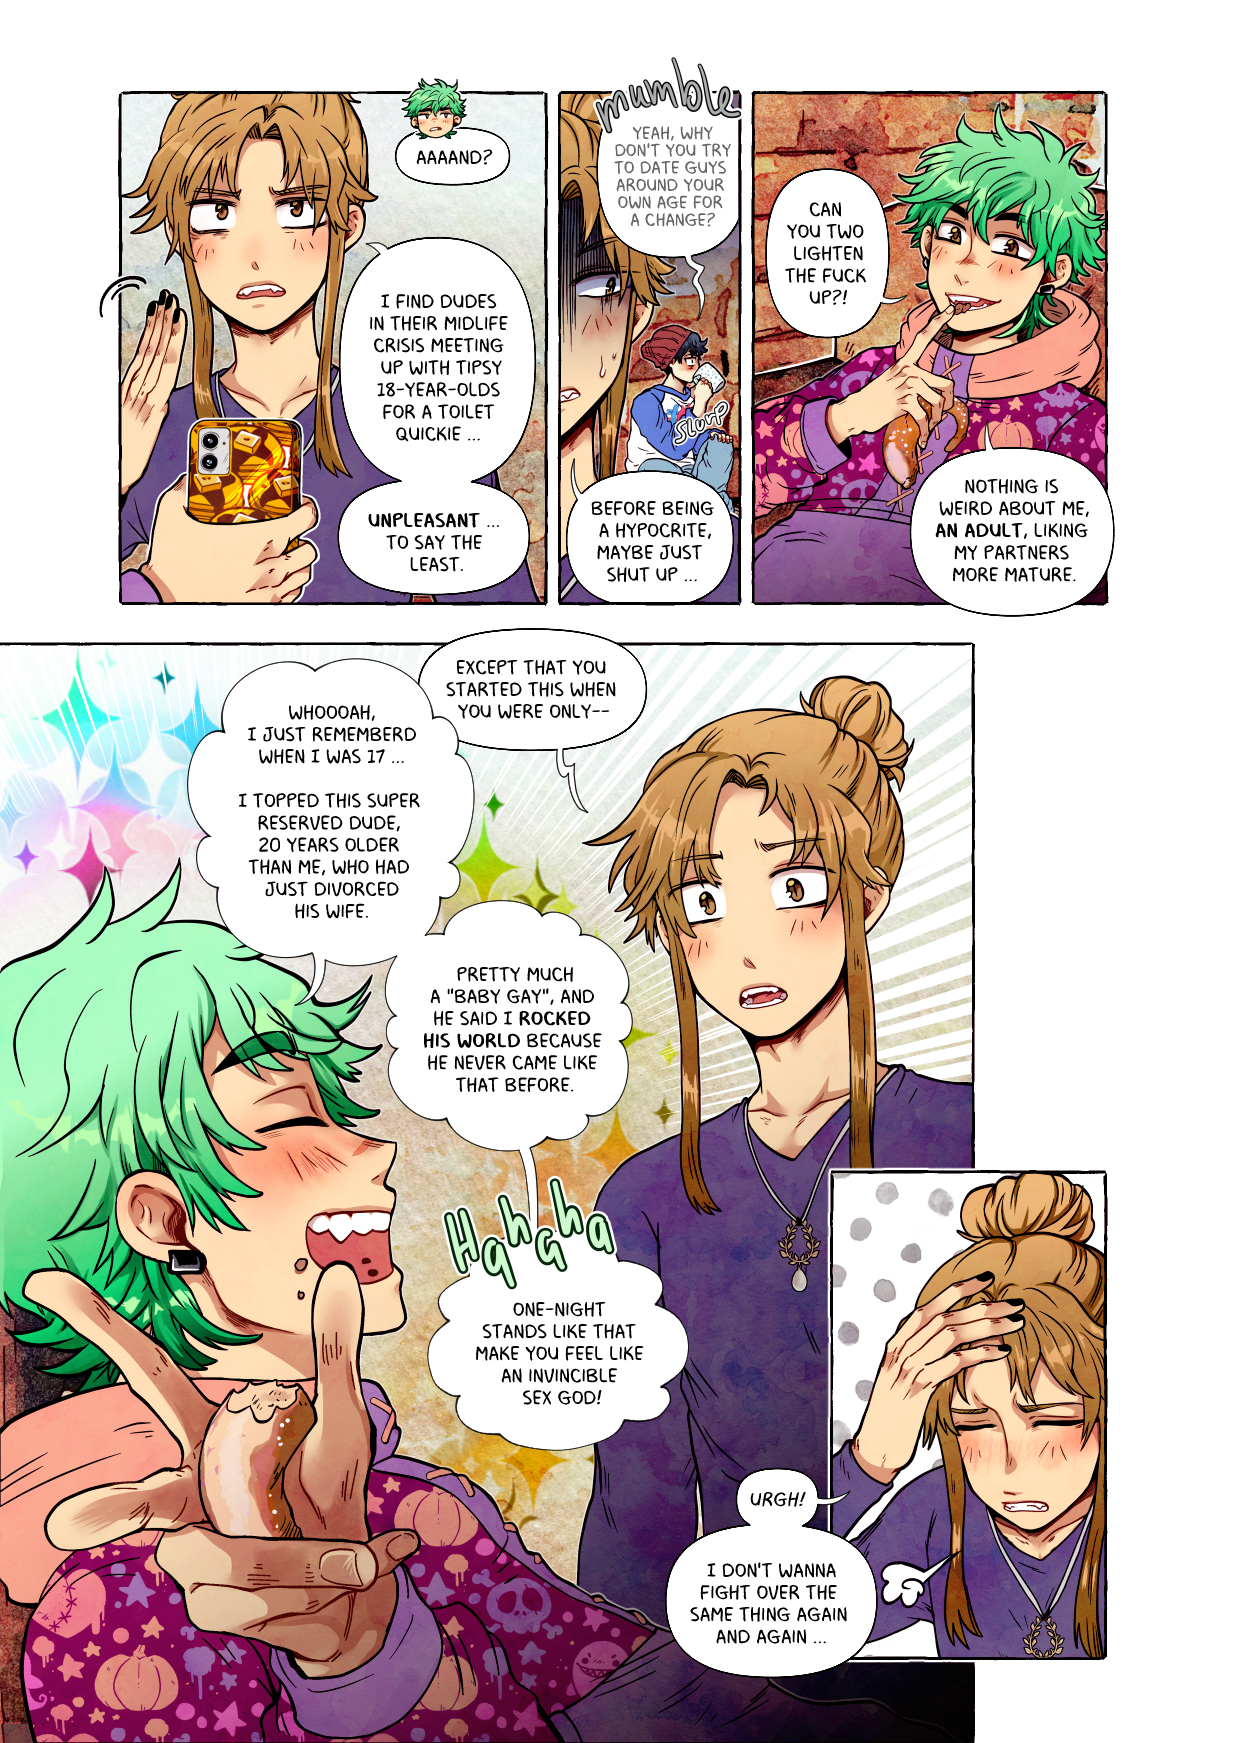 AAAAND?
I FIND DUDES
IN THEIR MIDLIFE
CRISIS MEETING
UP WITH TIPSY
18-YEAR-OLDS
FOR A TOILET
QUICKIE ...
UNPLEASANT ...
TO SAY THE
LEAST.
mumble
YEAH, WHY
DON'T YOU TRY
TO DATE GUYS
AROUND YOUR
OWN AGE FOR
A CHANGE?
Slurp
BEFORE BEING
A HYPOCRITE,
MAYBE JUST
SHUT UP ...
CAN
YOU TWO
LIGHTEN
THE FUCK
UP?!
NOTHING IS
WEIRD ABOUT ME,
AN ADULT, LIKING
MY PARTNERS
MORE MATURE.
EXCEPT THAT YOU
STARTED THIS WHEN
YOU WERE ONLY--
WHOOOAH,
I JUST REMEMBERD
WHEN I WAS 17 ...
I TOPPED THIS SUPER
RESERVED DUDE,
20 YEARS OLDER
THAN ME, WHO HAD
JUST DIVORCED
HIS WIFE.
PRETTY MUCH
A "BABY GAY", AND
HE SAID I ROCKED
HIS WORLD BECAUSE
HE NEVER CAME LIKE
THAT BEFORE.
Hahaha
ONE-NIGHT
STANDS LIKE THAT
MAKE YOU FEEL LIKE
AN INVINCIBLE
SEX GOD!
URGH!
I DON'T WANNA
FIGHT OVER THE
SAME THING AGAIN
AND AGAIN ...